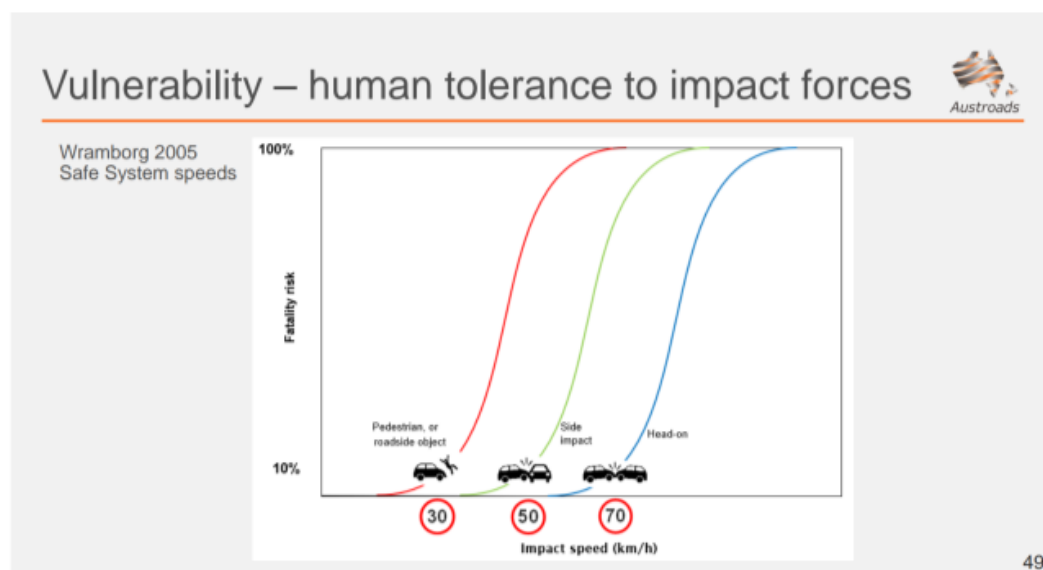 Vulnerability – human tolerance to impact forces
Austroads
Wramborg 2005
Safe System speeds
100%
Fatality risk
Pedestrian, or
roadside object
Side
impact
Head-on
10%
30
50
70
Impact speed (km/h)
49